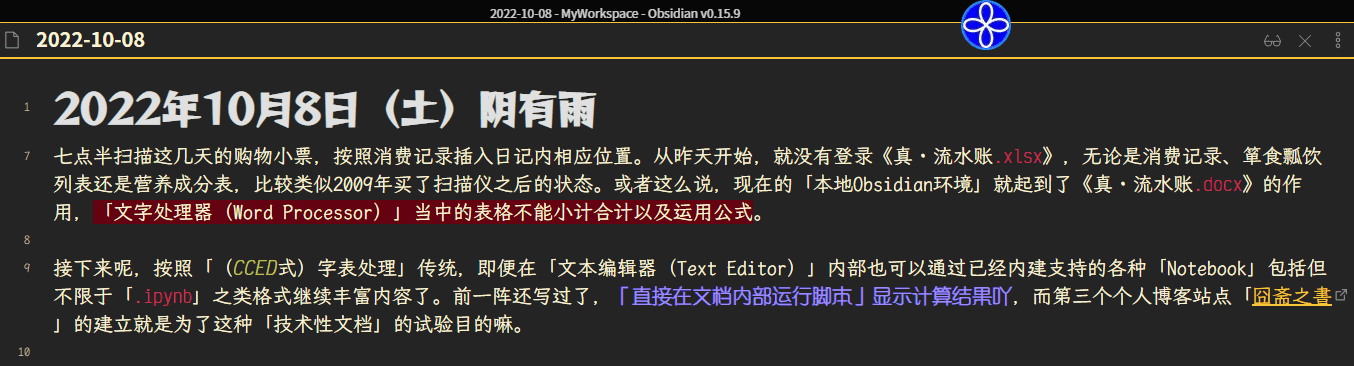 2022-10-08 - MyWorkspace - Obsidian v0.15.9
2022-10-08
1 2022年10月8日（土）阴有雨
7 七点半扫描这几天的购物小票，按照消费记录插入日记内相应位置。从昨天开始，就没有登录《真·流水账.xlsx》，无论是消费记录、箪食瓢饮
列表还是营养成分表，比较类似2009年买了扫描仪之后的状态。或者这么说，现在的「本地Obsidian环境」就起到了《真·流水账.docx》的作
用，「文字处理器（Word Processor）」当中的表格不能小计合计以及运用公式。
8
9 接下来呢，按照「（CCED式）字表处理」传统，即便在「文本编辑器（Text Editor）」内部也可以通过已经内建支持的各种「Notebook」包括但
不限于「.ipynb」之类格式继续丰富内容了。前一阵还写过了，「直接在文档内部运行脚本」显示计算结果吖，而第三个个人博客站点「囧斋之書
」的建立就是为了这种「技术性文档」的试验目的嘛。
10